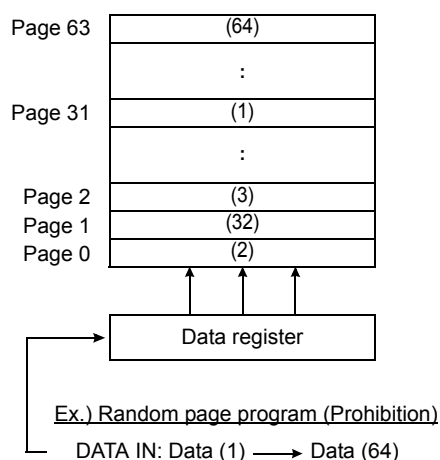 Page 63 (64)
:
Page 31 (1)
:
Page 2 (3)
Page 1 (32)
Page 0 (2)
Data register
Ex.) Random page program (Prohibition)
DATA IN: Data (1) Data (64)